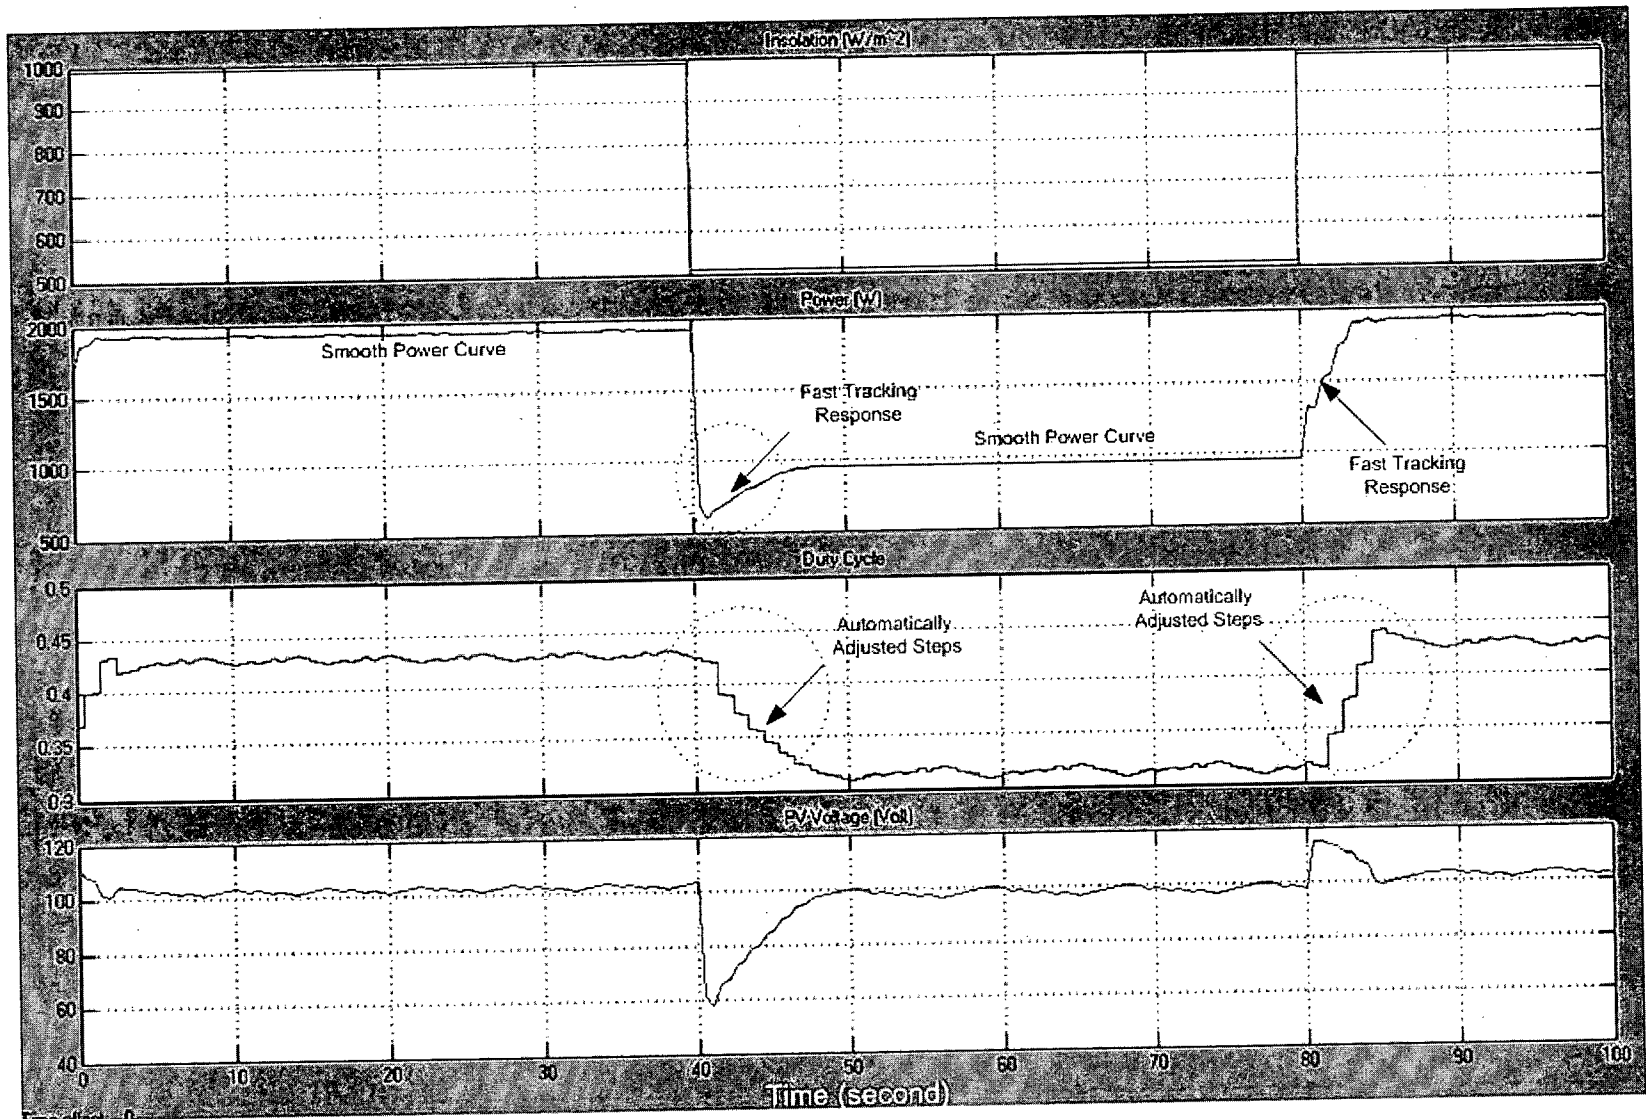 Insolation [W/m^2]
1000
900
800
700
600
500
Power [W]
2000
1500
1000
500
Smooth Power Curve
Fast Tracking
Response
Smooth Power Curve
Fast Tracking
Response
Duty Cycle
0.5
0.45
0.4
0.35
0.3
Automatically
Adjusted Steps
Automatically
Adjusted Steps
PV Voltage [Volt]
120
100
80
60
40
0 10 20 30 40 50 60 70 80 90 100
Time (second)